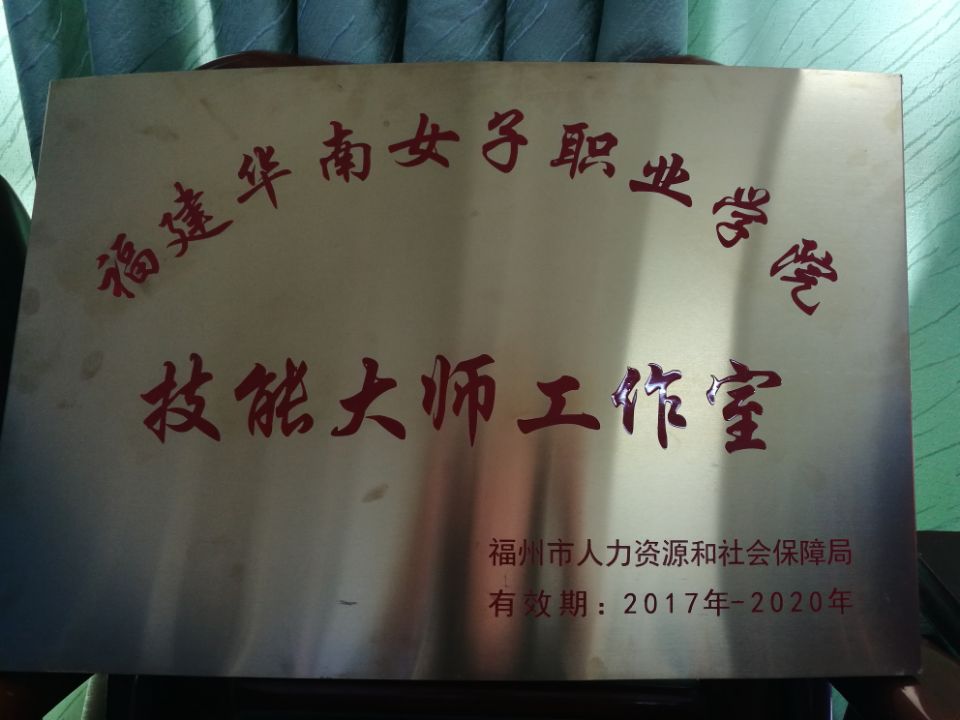 福建华南女子职业学院
技能大师工作室
福州市人力资源和社会保障局
有效期：2017年-2020年